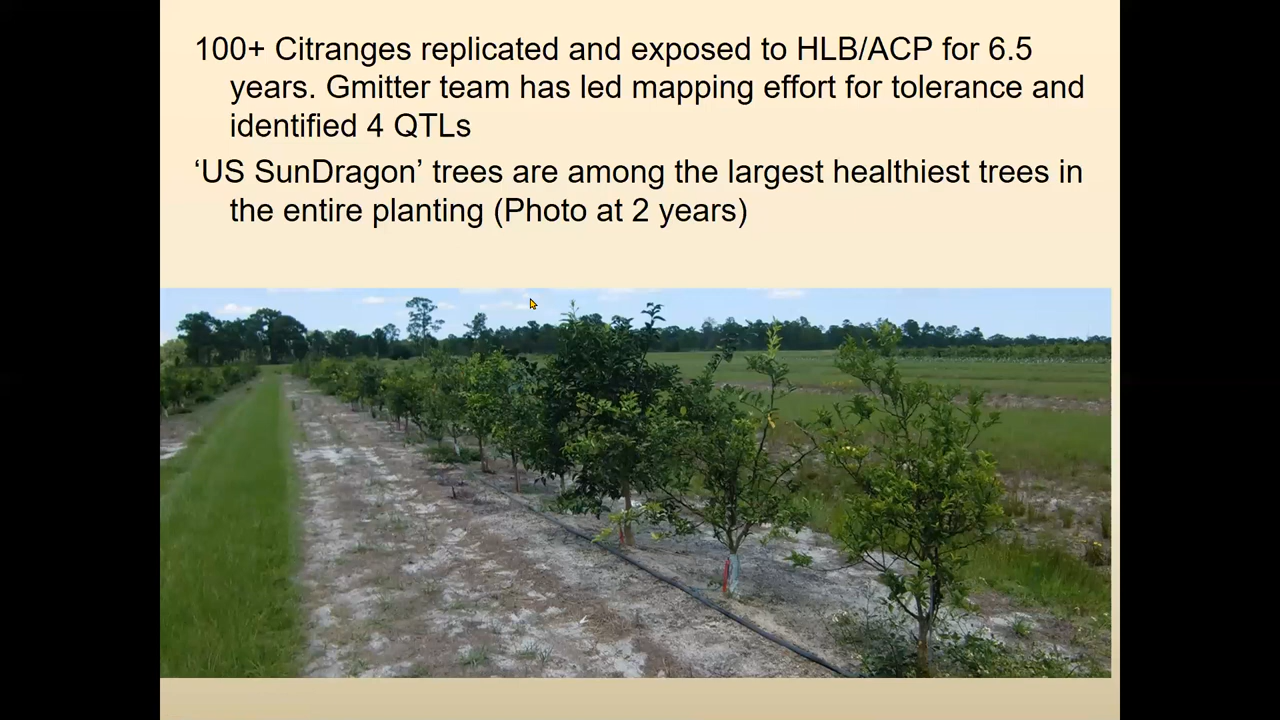 100+ Citranges replicated and exposed to HLB/ACP for 6.5
years. Gmitter team has led mapping effort for tolerance and
identified 4 QTLs
‘US SunDragon’ trees are among the largest healthiest trees in
the entire planting (Photo at 2 years)